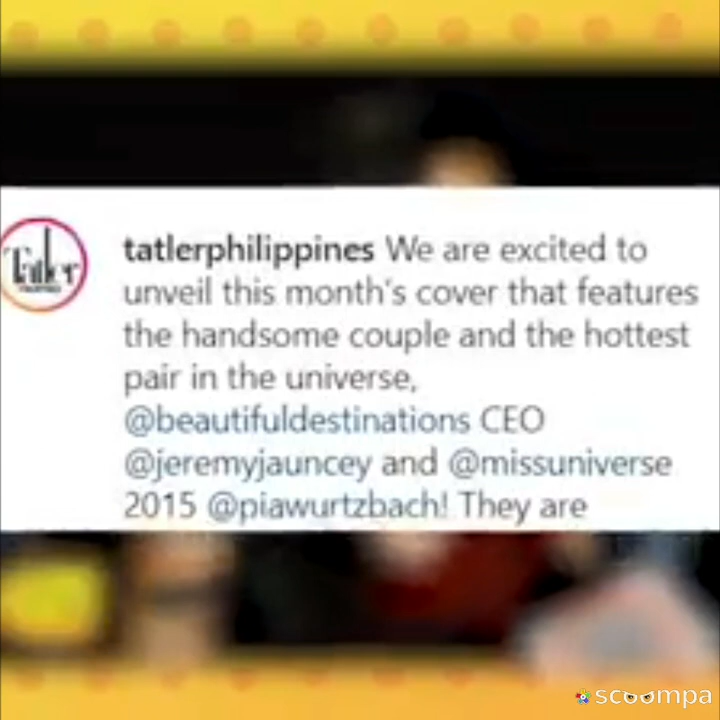 Tatler
tatlerphilippines We are excited to
unveil this month's cover that features
the handsome couple and the hottest
pair in the universe,
@beautifuldestinations CEO
@jeremyjauncey and @missuniverse
2015 @piawurtzbach! They are
scoompa